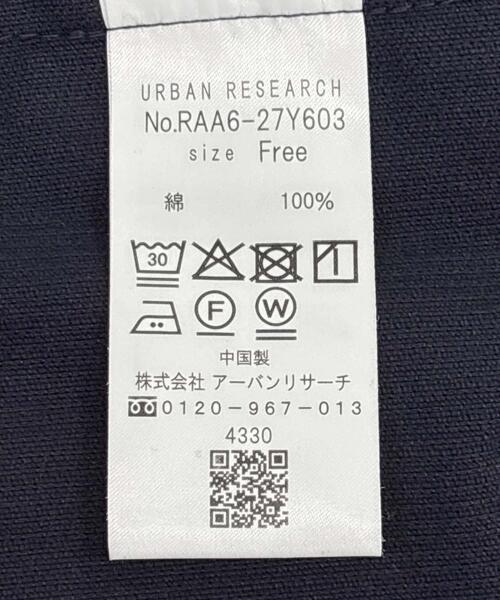 URBAN RESEARCH
No.RAA6-27Y603
size Free
綿 100%
30
F W
中国製
株式会社 アーバンリサーチ
0120-967-013
4330